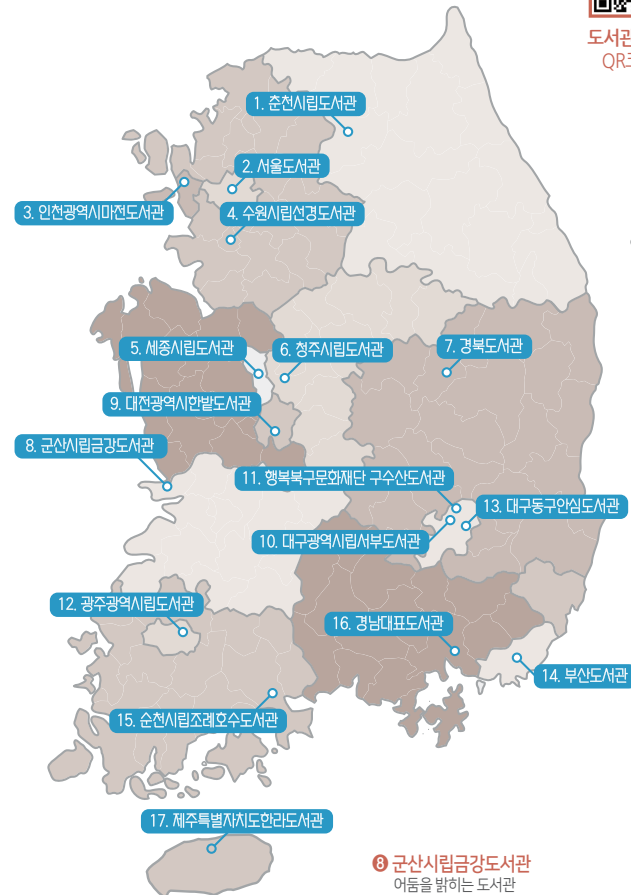 도서관
QR
1. 춘천시립도서관
2. 서울도서관
3. 인천광역시마전도서관
4. 수원시립선경도서관
5. 세종시립도서관
6. 청주시립도서관
7. 경북도서관
9. 대전광역시한밭도서관
8. 군산시립금강도서관
11. 행복북구문화재단 구수산도서관
13. 대구동구안심도서관
10. 대구광역시립서부도서관
12. 광주광역시립도서관
16. 경남대표도서관
14. 부산도서관
15. 순천시립조례호수도서관
17. 제주특별자치도한라도서관
❽ 군산시립금강도서관
어둠을 밝히는 도서관